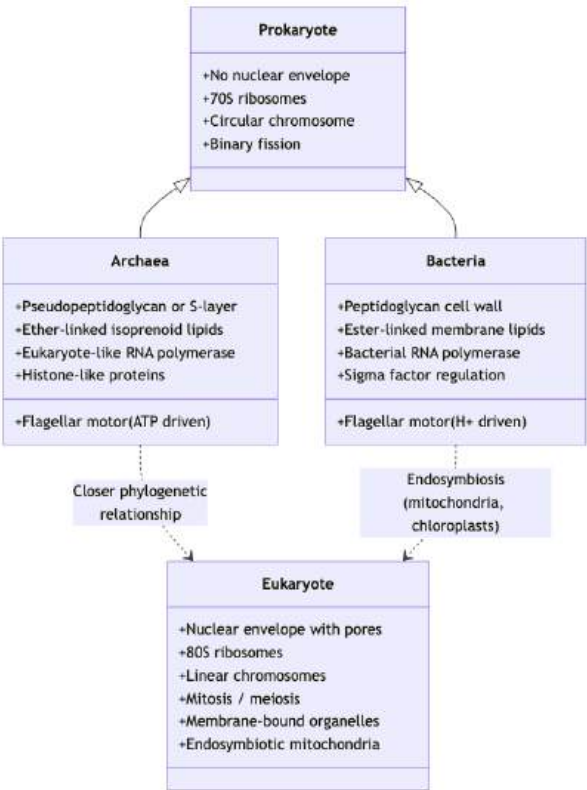 Prokaryote
+No nuclear envelope
+70S ribosomes
+Circular chromosome
+Binary fission
Archaea
+Pseudopeptidoglycan or S-layer
+Ether-linked isoprenoid lipids
+Eukaryote-like RNA polymerase
+Histone-like proteins
+Flagellar motor(ATP driven)
Bacteria
+Peptidoglycan cell wall
+Ester-linked membrane lipids
+Bacterial RNA polymerase
+Sigma factor regulation
+Flagellar motor(H+ driven)
Closer phylogenetic
relationship
Endosymbiosis
(mitochondria,
chloroplasts)
Eukaryote
+Nuclear envelope with pores
+80S ribosomes
+Linear chromosomes
+Mitosis / meiosis
+Membrane-bound organelles
+Endosymbiotic mitochondria